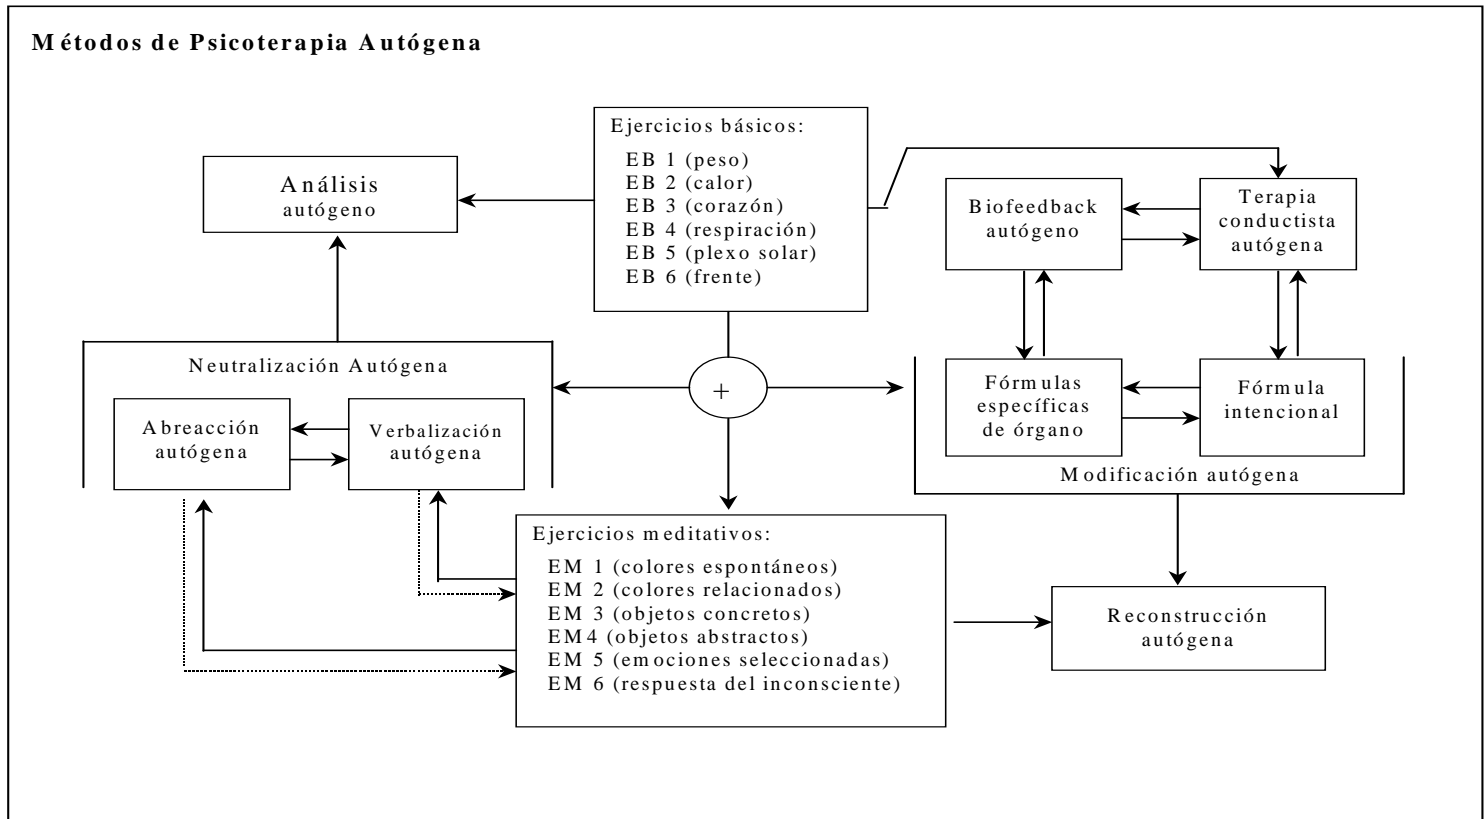 Métodos de Psicoterapia Autógena
Ejercicios básicos:
EB 1 (peso)
EB 2 (calor)
EB 3 (corazón)
EB 4 (respiración)
EB 5 (plexo solar)
EB 6 (frente)
Análisis
autógeno
Biofeedback
autógeno
Terapia
conductista
autógena
Neutralización Autógena
Abreacción
autógena
Verbalización
autógena
+
Fórmulas
específicas
de órgano
Fórmula
intencional
Modificación autógena
Ejercicios meditativos:
EM 1 (colores espontáneos)
EM 2 (colores relacionados)
EM 3 (objetos concretos)
EM4 (objetos abstractos)
EM 5 (emociones seleccionadas)
EM 6 (respuesta del inconsciente)
Reconstrucción
autógena